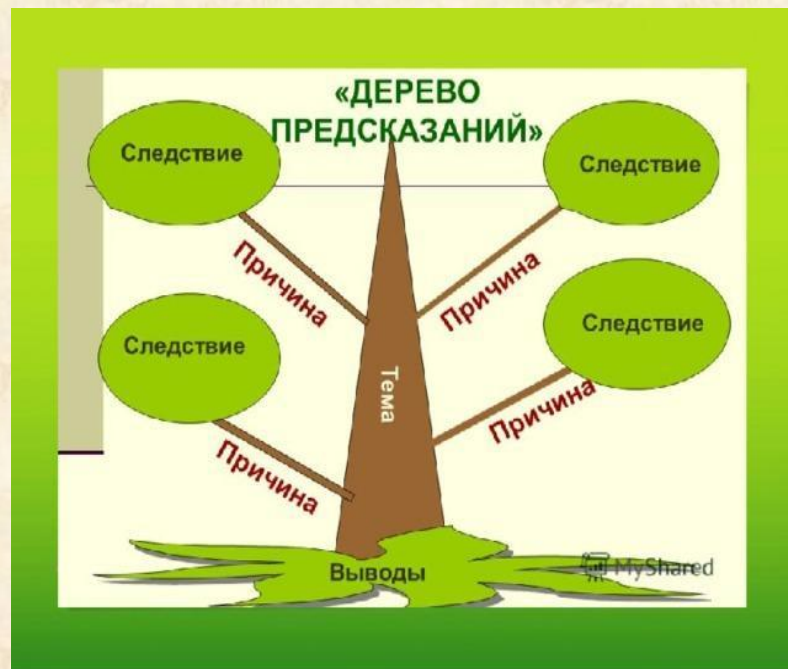 «ДЕРЕВО
ПРЕДСКАЗАНИЙ»
Следствие
Следствие
Причина
Причина
Следствие
Следствие
Тема
Причина
Причина
Выводы
MyShared